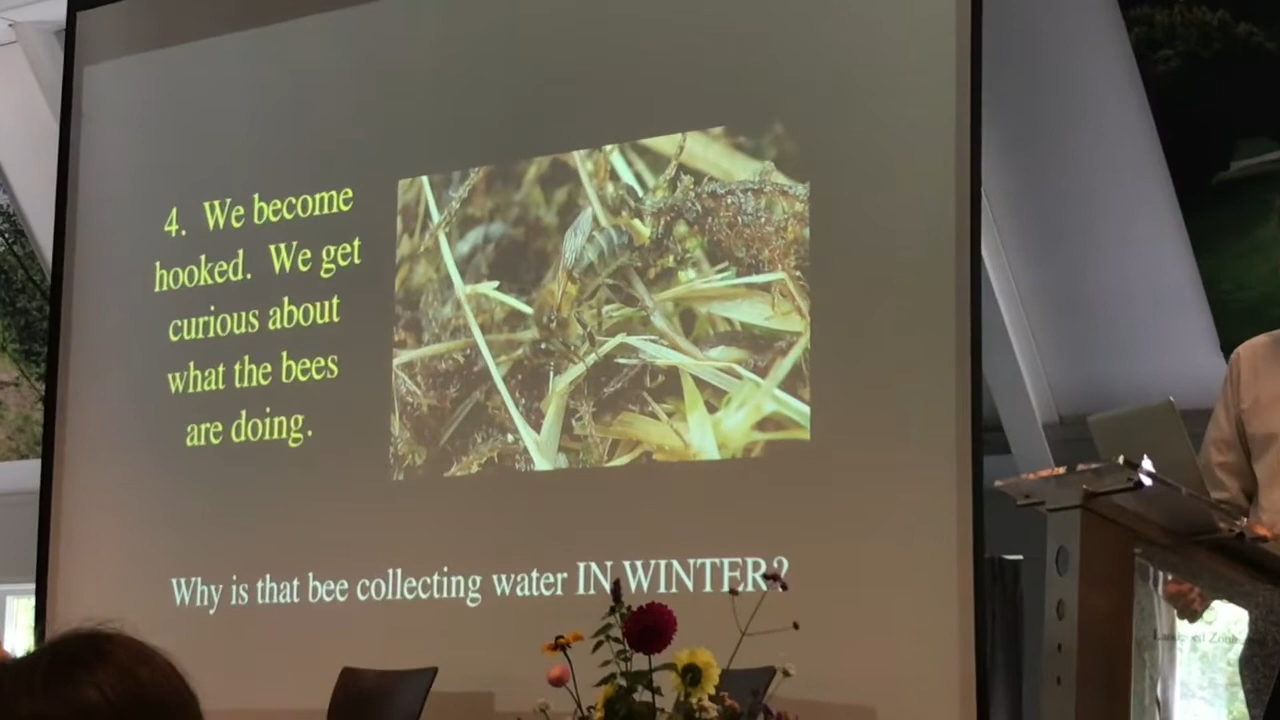 4. We become
hooked. We get
curious about
what the bees
are doing.
Why is that bee collecting water IN WINTER?